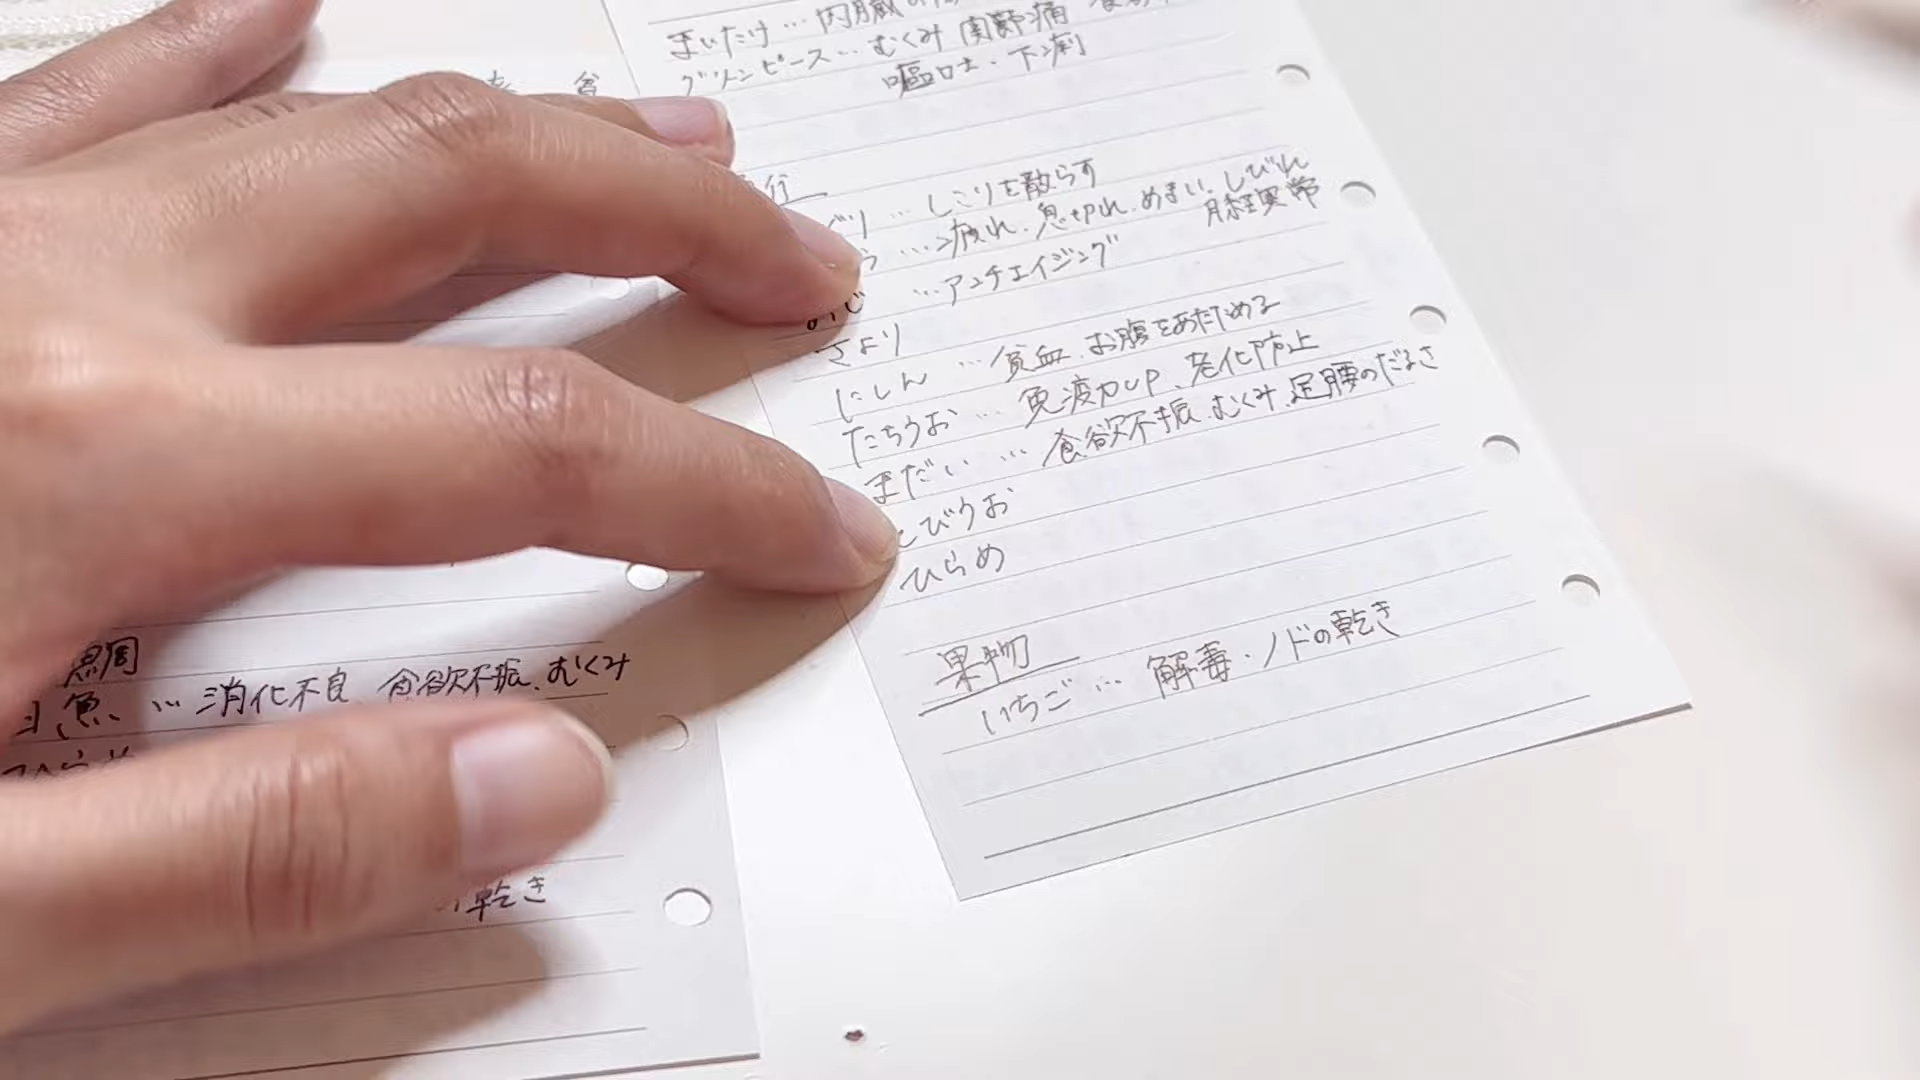 まいたけ…内臓の
グリンピース…むくみ 関節痛
嘔吐・下痢
…しこりを散らす
…疲れ、息切れ、めまい、しびれ
月経異常
…アンチエイジング
さより
にしん…貧血、お腹をあたためる
たちうお…免疫力up、老化防止
まだい…食欲不振、むくみ、足腰のだるさ
とびうお
ひらめ
果物
いちご…解毒・ノドの乾き
魚…消化不良 食欲不振、むくみ
乾き